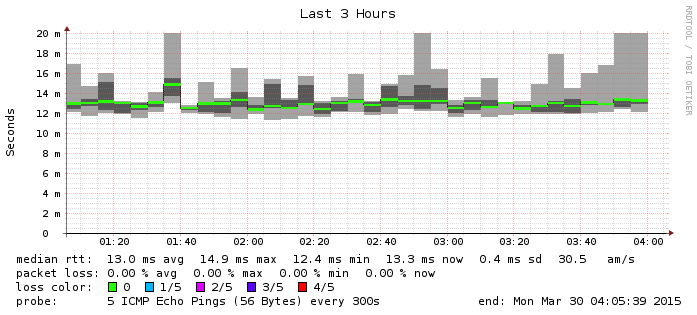 Last 3 Hours
RRDTOOL / TOBI OETIKER
Seconds
20 m
18 m
16 m
14 m
12 m
10 m
8 m
6 m
4 m
2 m
0
01:20 01:40 02:00 02:20 02:40 03:00 03:20 03:40 04:00
median rtt: 13.0 ms avg 14.9 ms max 12.4 ms min 13.3 ms now 0.4 ms sd 30.5 am/s
packet loss: 0.00 % avg 0.00 % max 0.00 % min 0.00 % now
loss color: 0 1/5 2/5 3/5 4/5
probe: 5 ICMP Echo Pings (56 Bytes) every 300s end: Mon Mar 30 04:05:39 2015